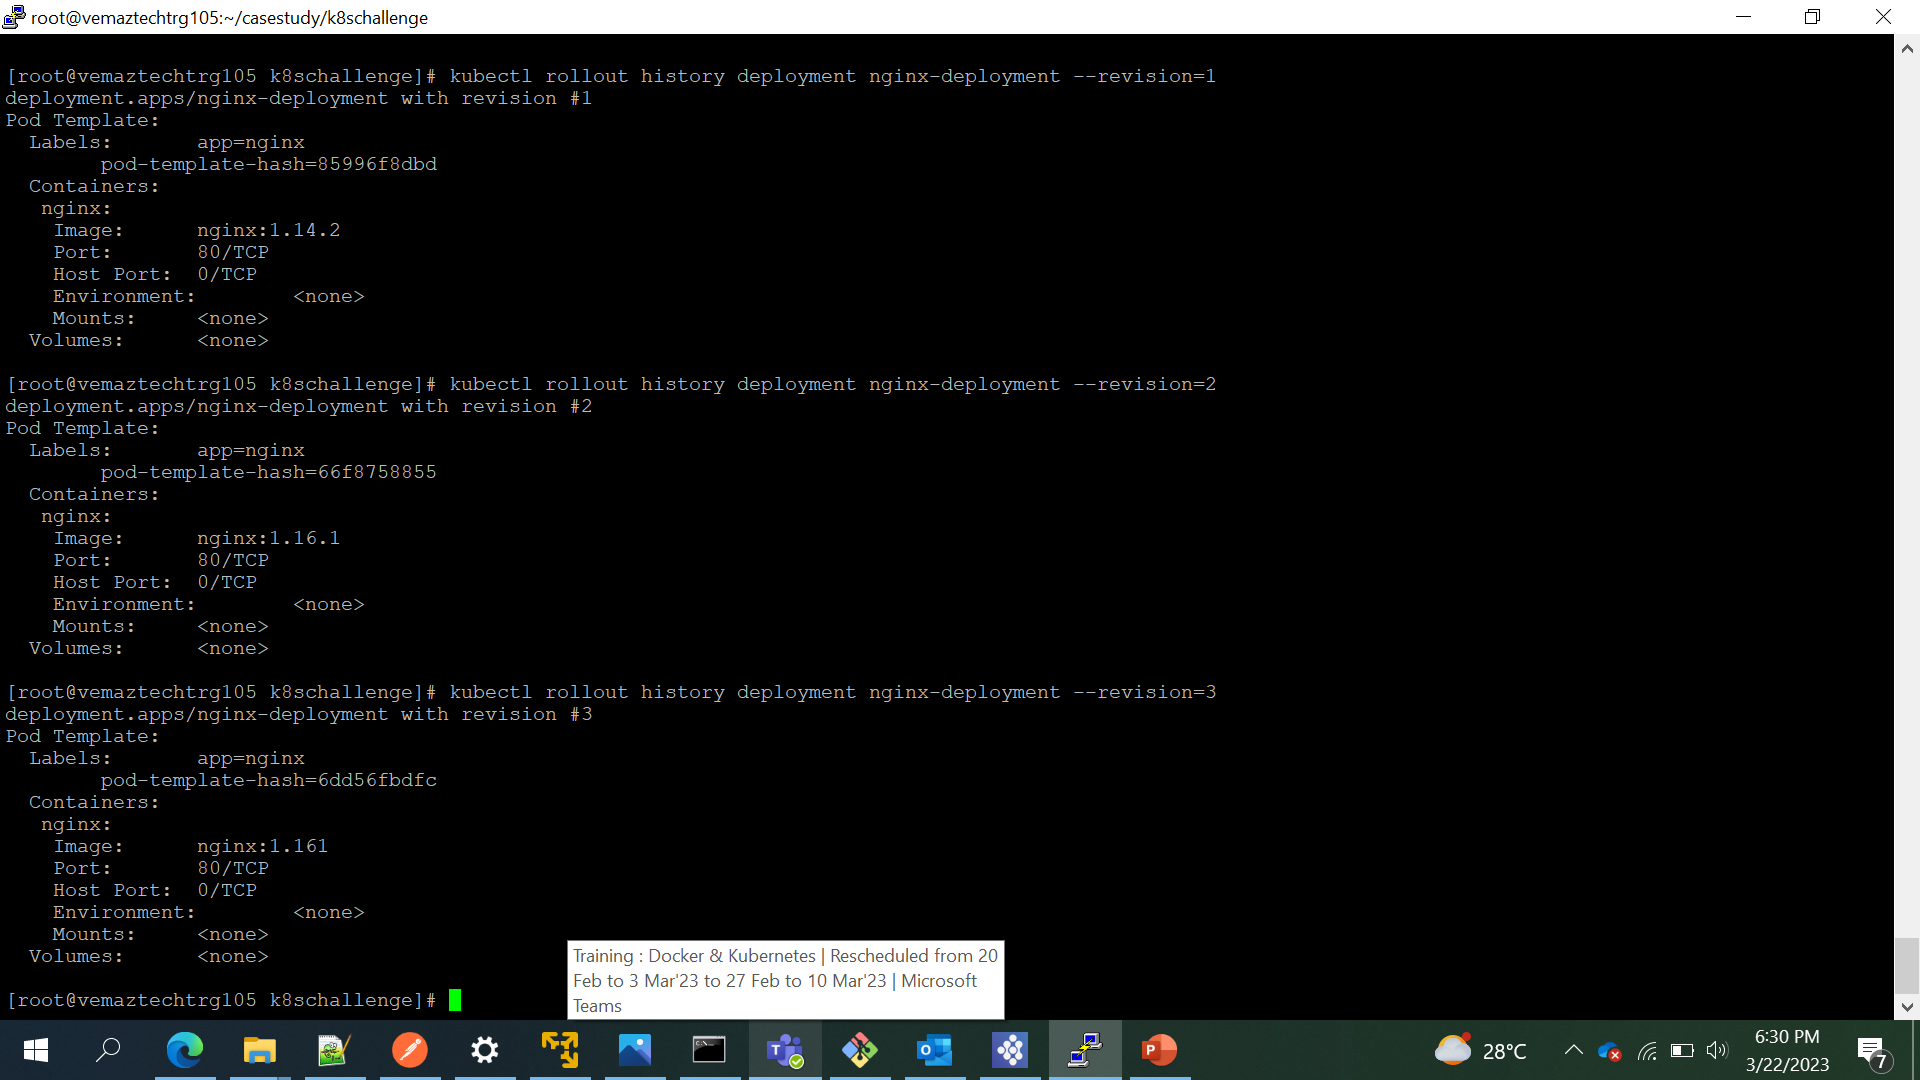 root@vemaztechtrg105:~/casestudy/k8schallenge
[root@vemaztechtrg105 k8schallenge]# kubectl rollout history deployment nginx-deployment --revision=1
deployment.apps/nginx-deployment with revision #1
Pod Template:
  Labels:       app=nginx
        pod-template-hash=85996f8dbd
  Containers:
   nginx:
    Image:      nginx:1.14.2
    Port:       80/TCP
    Host Port:  0/TCP
    Environment:        <none>
    Mounts:     <none>
  Volumes:      <none>
[root@vemaztechtrg105 k8schallenge]# kubectl rollout history deployment nginx-deployment --revision=2
deployment.apps/nginx-deployment with revision #2
Pod Template:
  Labels:       app=nginx
        pod-template-hash=66f8758855
  Containers:
   nginx:
    Image:      nginx:1.16.1
    Port:       80/TCP
    Host Port:  0/TCP
    Environment:        <none>
    Mounts:     <none>
  Volumes:      <none>
[root@vemaztechtrg105 k8schallenge]# kubectl rollout history deployment nginx-deployment --revision=3
deployment.apps/nginx-deployment with revision #3
Pod Template:
  Labels:       app=nginx
        pod-template-hash=6dd56fbdfc
  Containers:
   nginx:
    Image:      nginx:1.161
    Port:       80/TCP
    Host Port:  0/TCP
    Environment:        <none>
    Mounts:     <none>
  Volumes:      <none>
[root@vemaztechtrg105 k8schallenge]#
Training : Docker & Kubernetes | Rescheduled from 20
Feb to 3 Mar'23 to 27 Feb to 10 Mar'23 | Microsoft
Teams
28°C
6:30 PM
3/22/2023
7